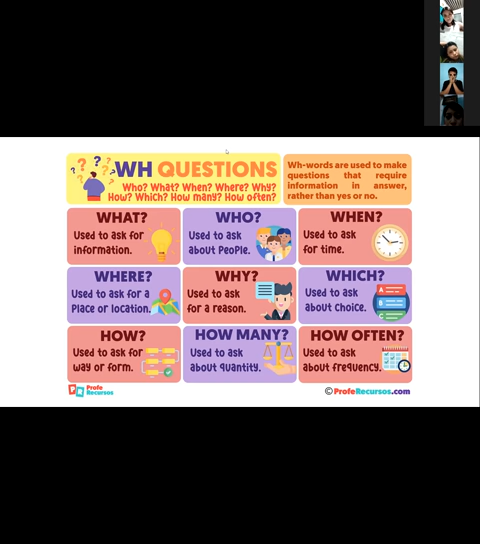 WH QUESTIONS
Who? What? When? Where? Why?
How? Which? How many? How often?
Wh-words are used to make
questions that require
information in answer,
rather than yes or no.
WHAT?
Used to ask for
information.
WHO?
Used to ask
about People.
WHEN?
Used to ask
for time.
WHERE?
Used to ask for a
Place or location.
WHY?
Used to ask
for a reason.
WHICH?
Used to ask
about choice.
A
B
C
HOW?
Used to ask for
way or form.
HOW MANY?
Used to ask
about quantity.
HOW OFTEN?
Used to ask
about frequency.
PR Profe
Recursos
© ProfeRecursos.com